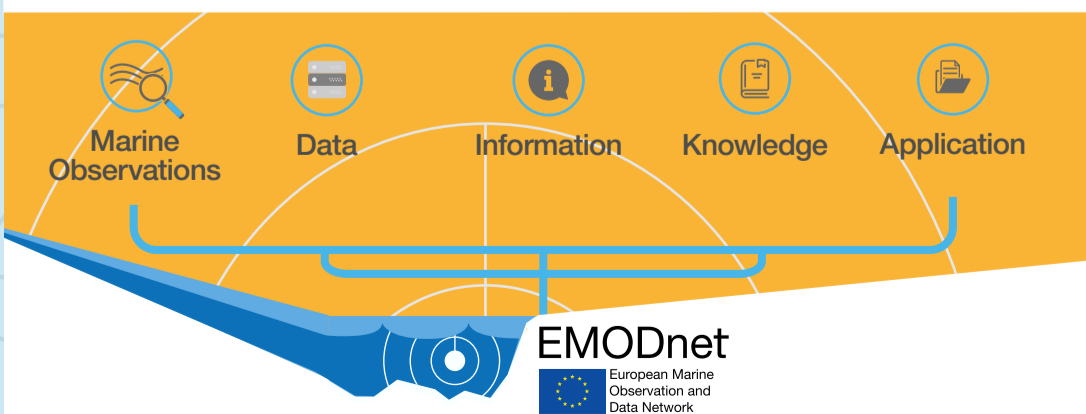 Marine
Observations
Data
Information
Knowledge
Application
EMODnet
European Marine
Observation and
Data Network